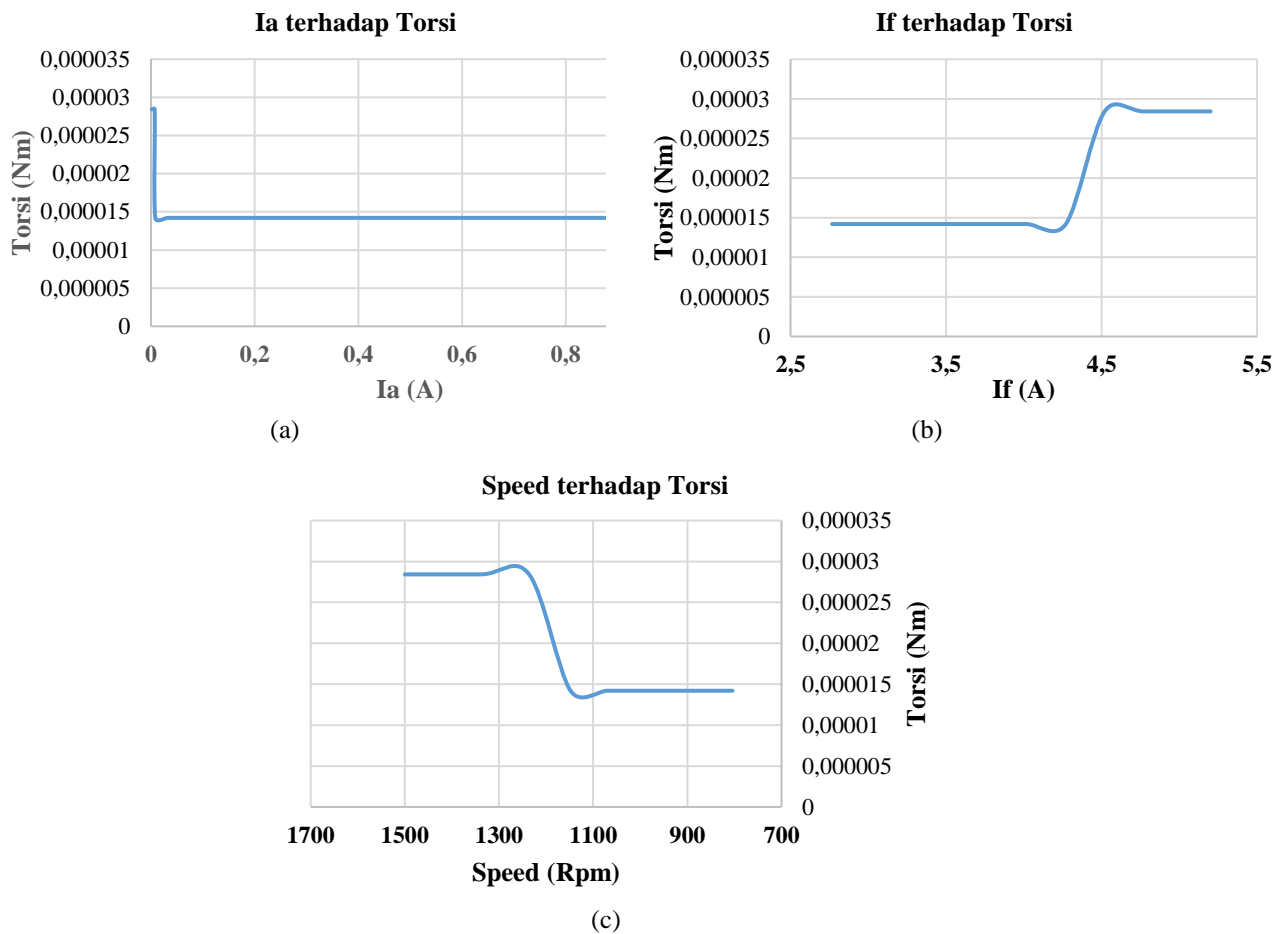 Ia terhadap Torsi
0,000035
0,00003
0,000025
0,00002
0,000015
0,00001
0,000005
0
Torsi (Nm)
0 0,2 0,4 0,6 0,8
Ia (A)
(a)
If terhadap Torsi
0,000035
0,00003
0,000025
0,00002
0,000015
0,00001
0,000005
0
Torsi (Nm)
2,5 3,5 4,5 5,5
If (A)
(b)
Speed terhadap Torsi
0,000035
0,00003
0,000025
0,00002
0,000015
0,00001
0,000005
0
Torsi (Nm)
1700 1500 1300 1100 900 700
Speed (Rpm)
(c)